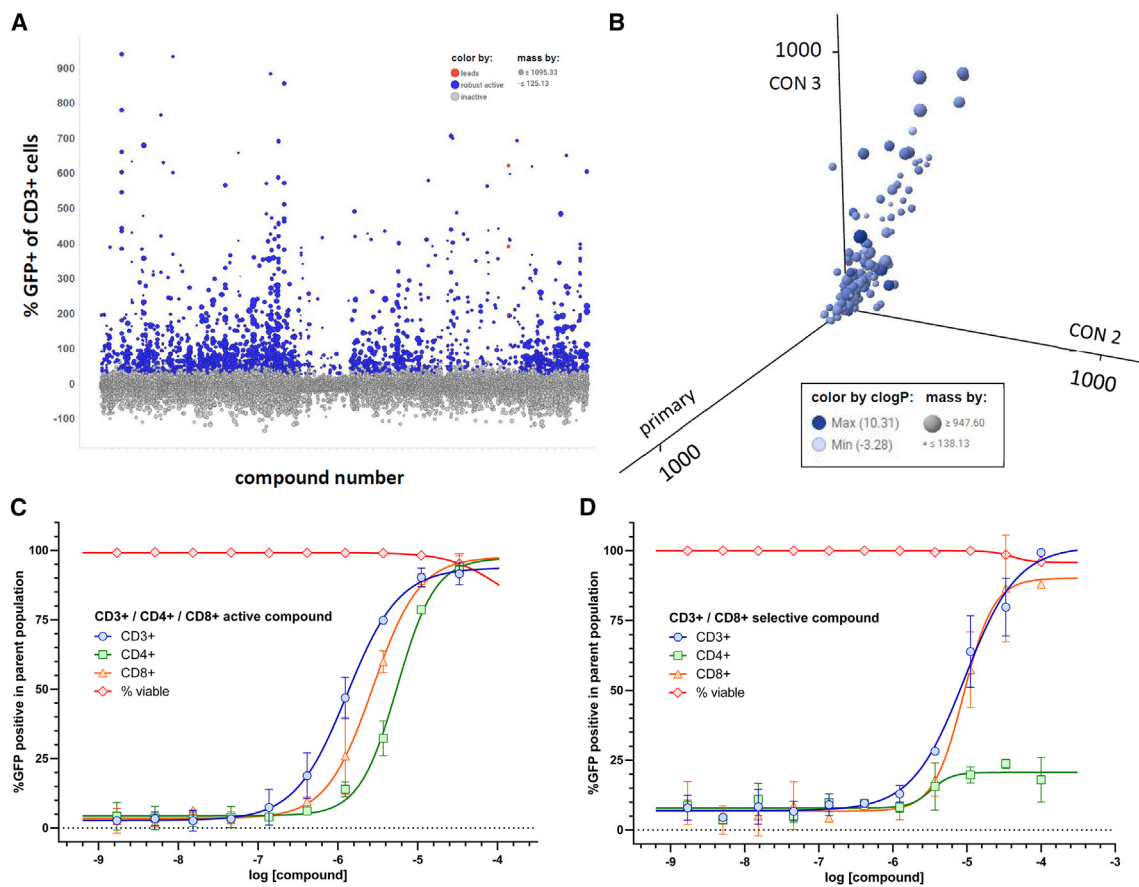 A
color by:
mass by:
leads
≥ 1095.33
robust active
≤ 125.13
inactive
900
800
700
600
500
400
300
200
100
0
-100
% GFP+ of CD3+ cells
compound number
B
1000
CON 3
CON 2
1000
primary
1000
color by clogP:
mass by:
Max (10.31)
≥ 947.60
Min (-3.28)
≤ 138.13
C
100
75
50
25
0
%GFP positive in parent population
CD3+ / CD4+ / CD8+ active compound
CD3+
CD4+
CD8+
% viable
-9 -8 -7 -6 -5 -4
log [compound]
D
100
75
50
25
0
%GFP positive in parent population
CD3+ / CD8+ selective compound
CD3+
CD4+
CD8+
% viable
-9 -8 -7 -6 -5 -4 -3
log [compound]